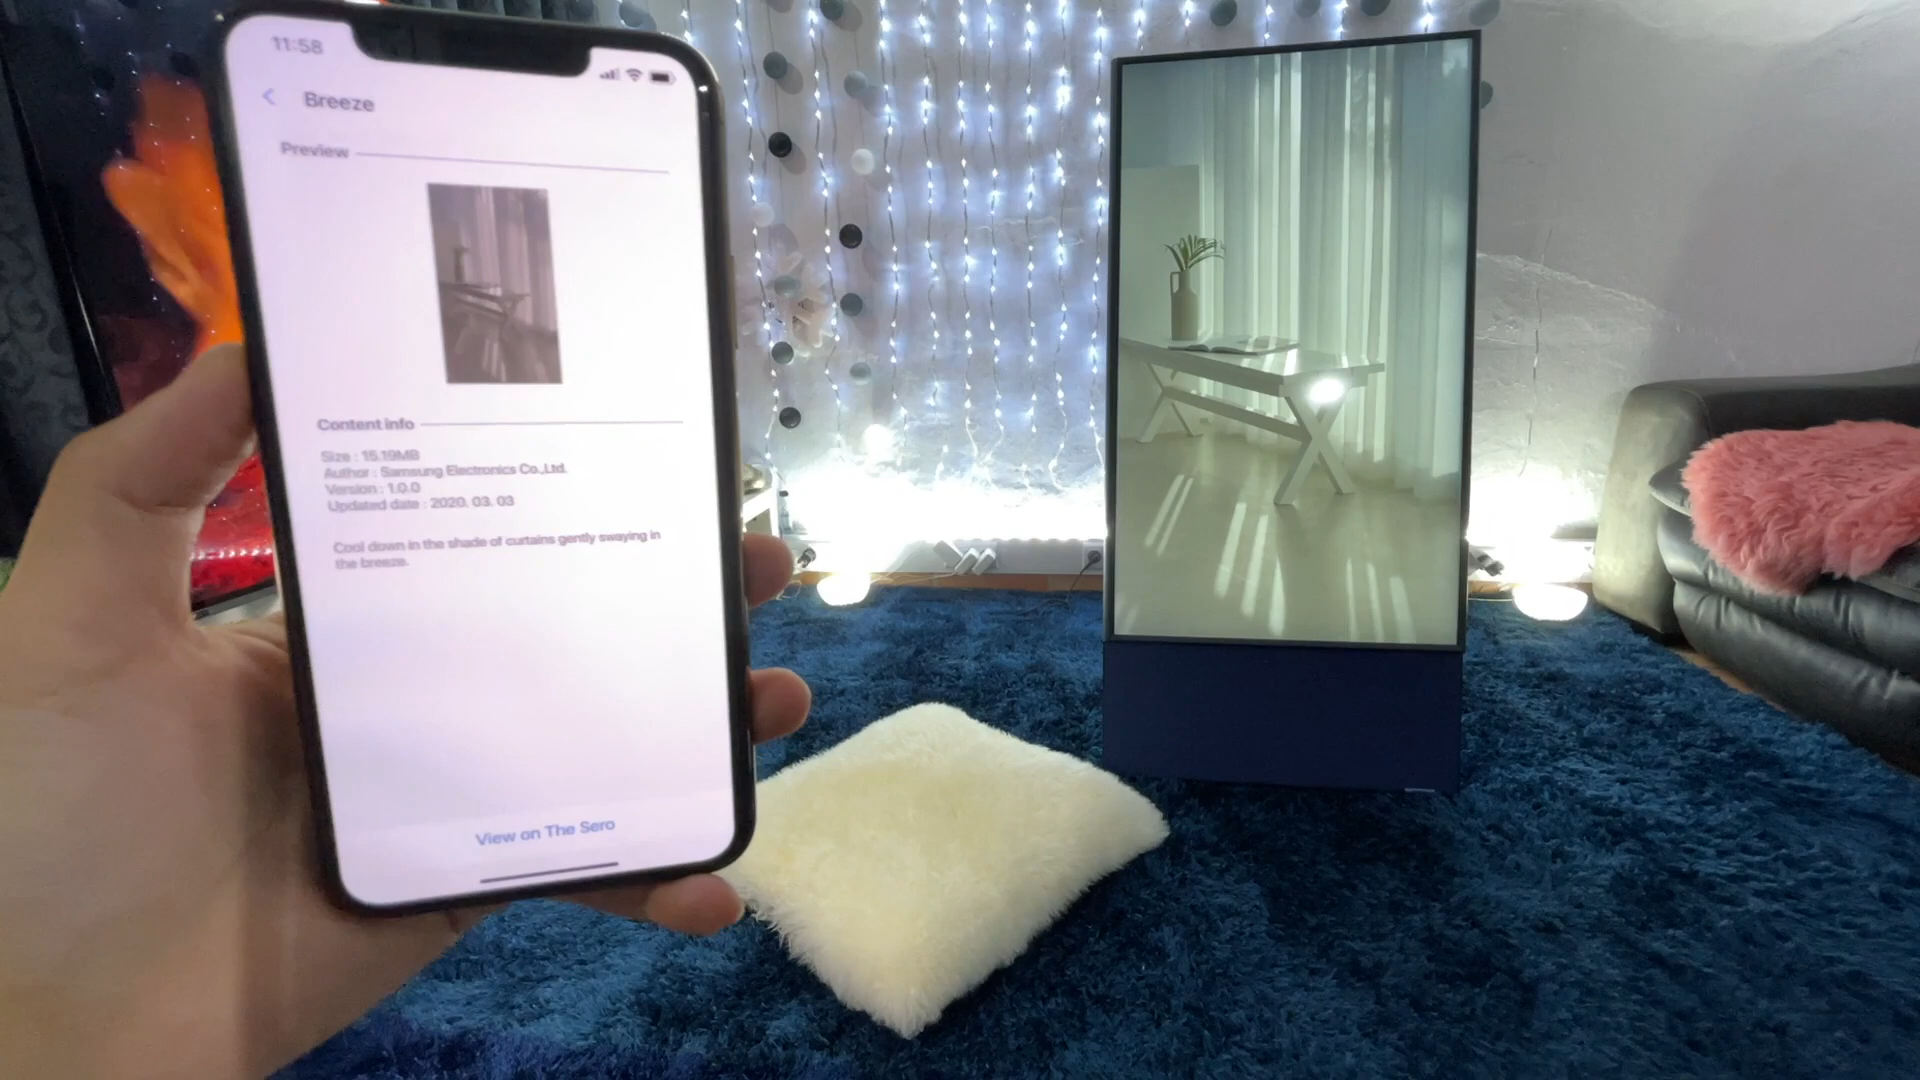 11:58
Breeze
Preview
Content info
Size : 15.19MB
Author : Samsung Electronics Co.,Ltd.
Version : 1.0.0
Updated date : 2020. 03. 03
Cool down in the shade of curtains gently swaying in
the breeze.
View on The Sero